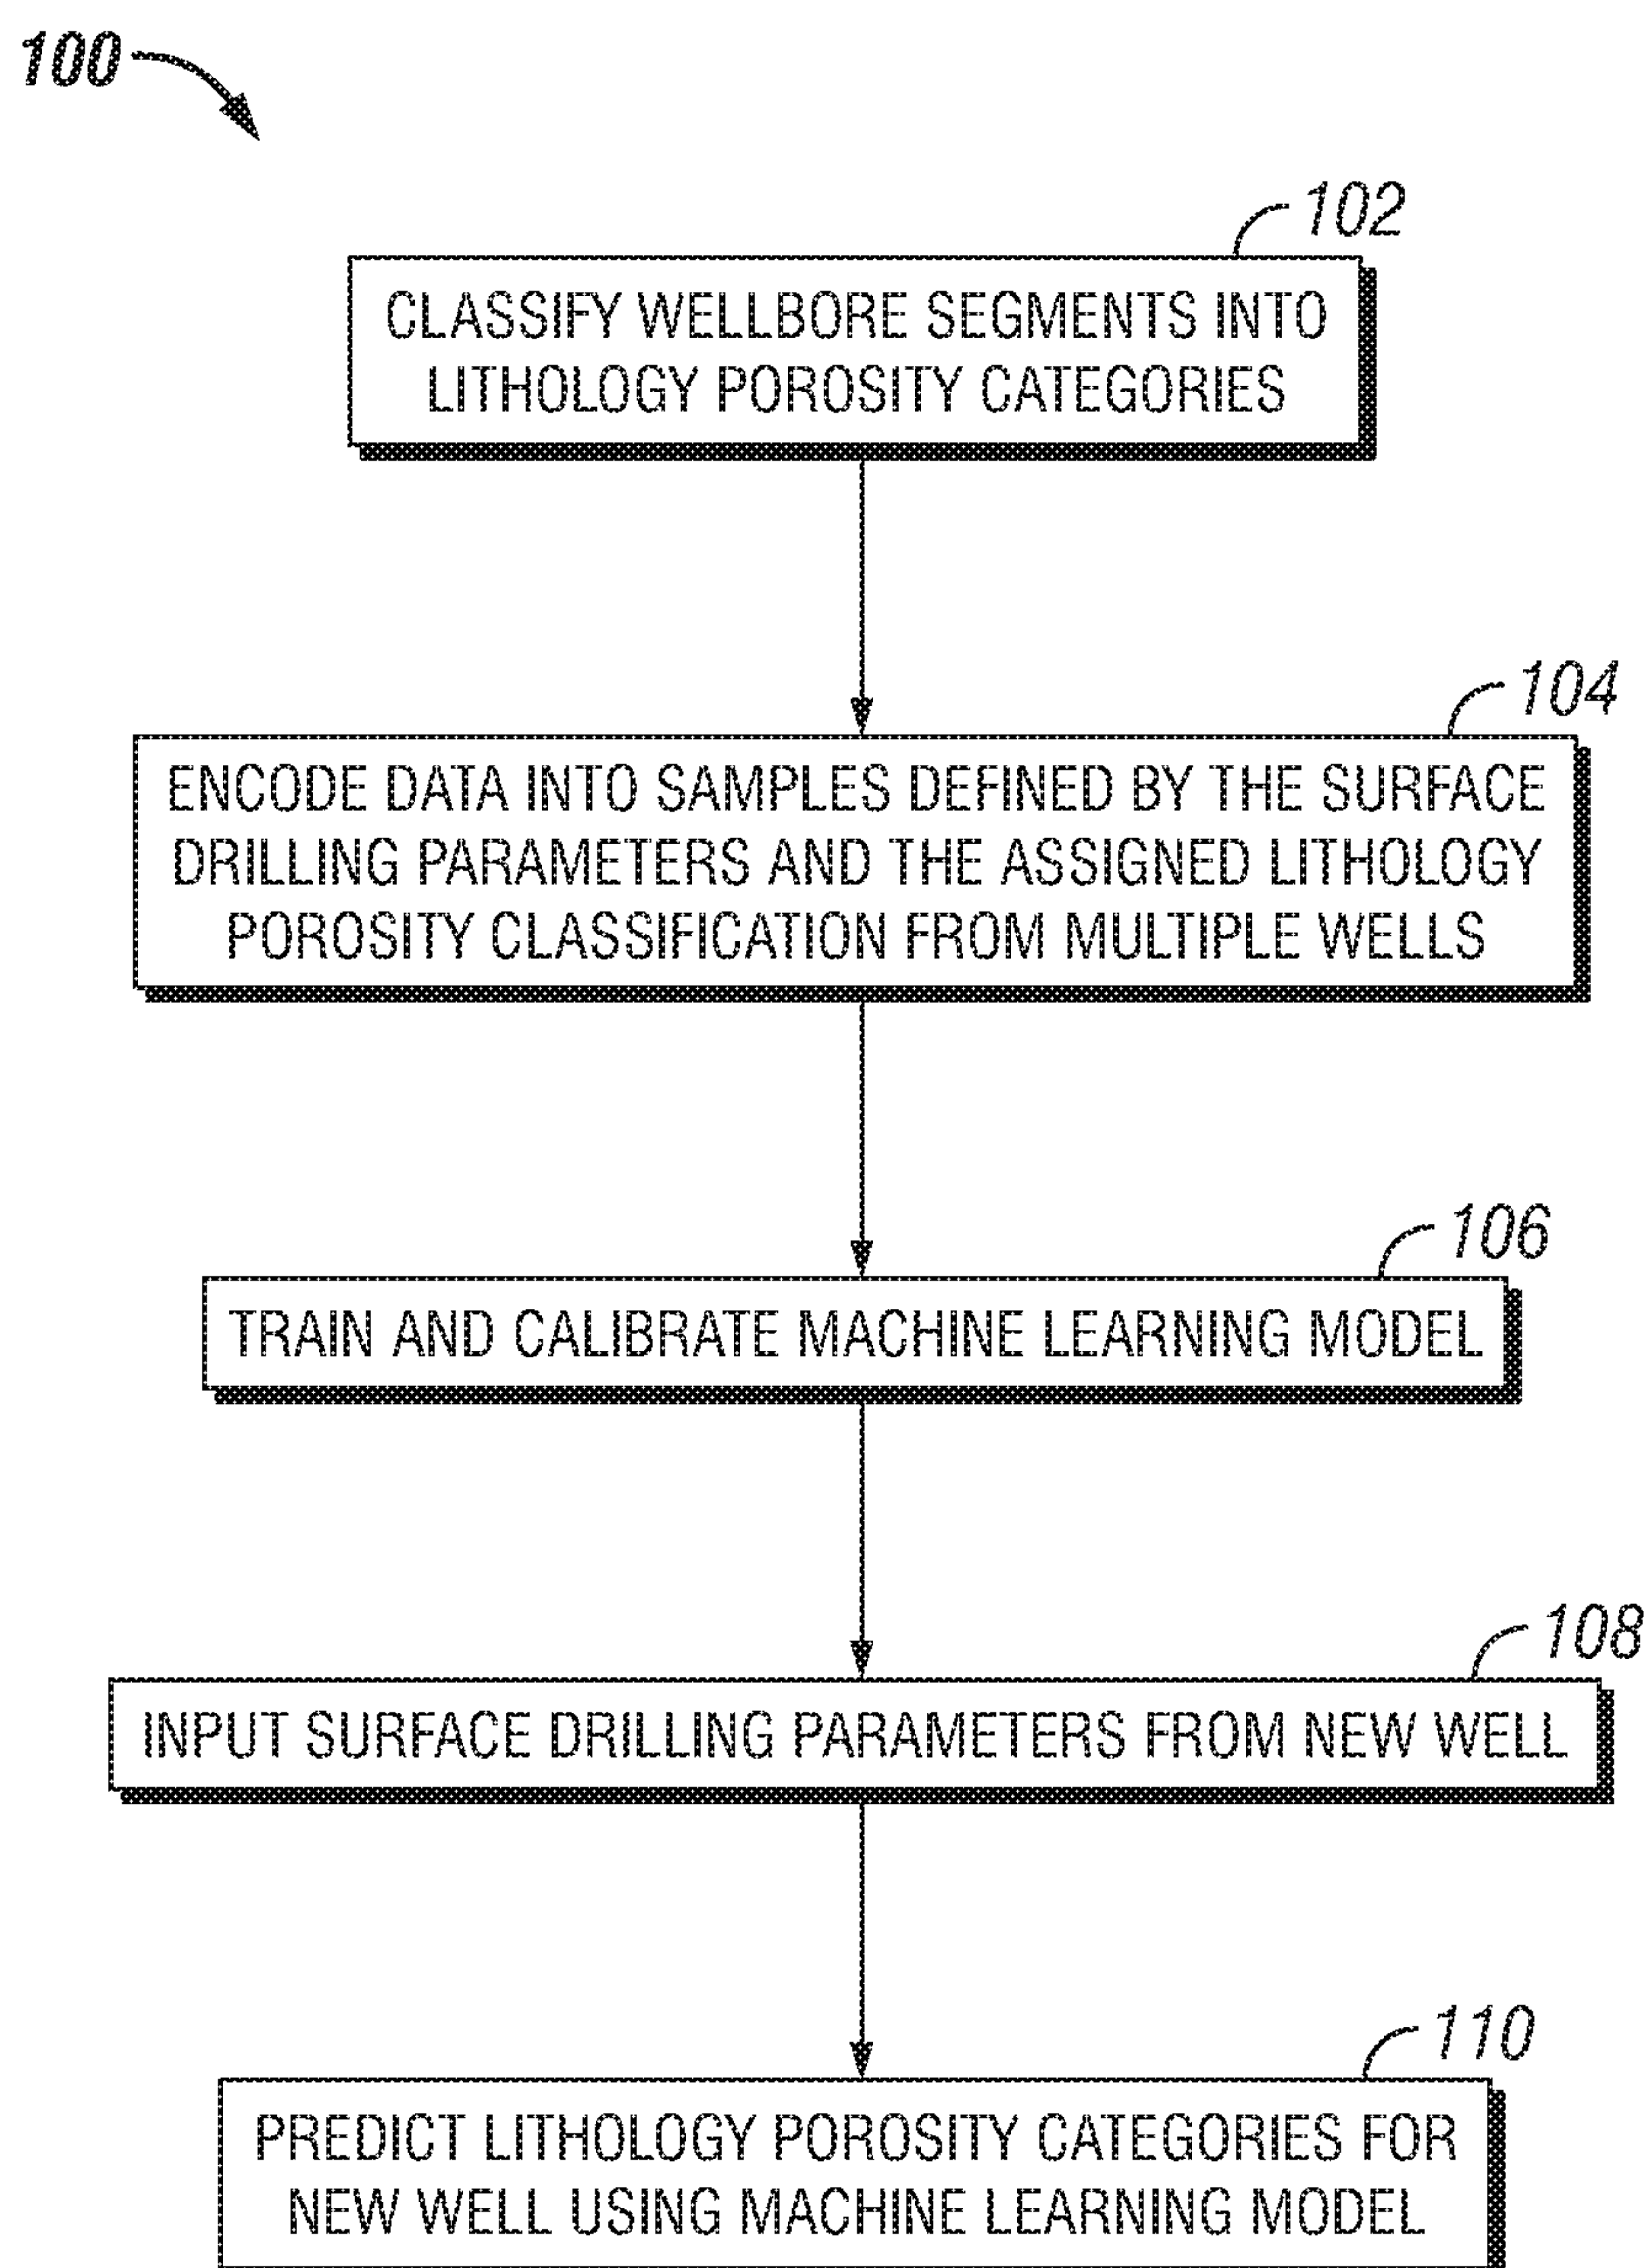 100
102
CLASSIFY WELLBORE SEGMENTS INTO
LITHOLOGY POROSITY CATEGORIES
104
ENCODE DATA INTO SAMPLES DEFINED BY THE SURFACE
DRILLING PARAMETERS AND THE ASSIGNED LITHOLOGY
POROSITY CLASSIFICATION FROM MULTIPLE WELLS
106
TRAIN AND CALIBRATE MACHINE LEARNING MODEL
108
INPUT SURFACE DRILLING PARAMETERS FROM NEW WELL
110
PREDICT LITHOLOGY POROSITY CATEGORIES FOR
NEW WELL USING MACHINE LEARNING MODEL